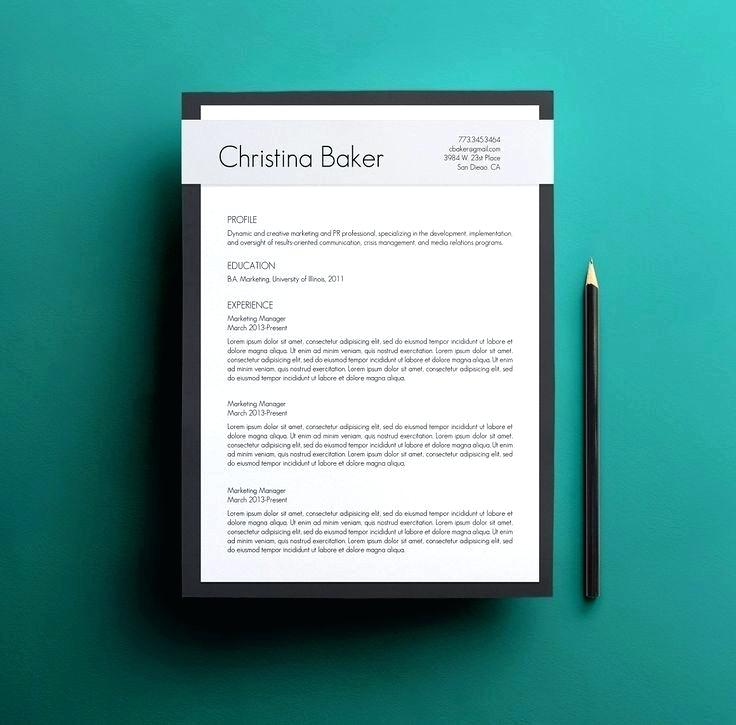 Christina Baker
773.345.3464
cbaker@gmail.com
3984 W. 23st Place
San Diego, CA
PROFILE
Dynamic and creative marketing and PR professional, specializing in the development, implementation,
and oversight of results-oriented communication, crisis management, and media relations programs.
EDUCATION
B.A. Marketing, University of Illinois, 2011
EXPERIENCE
Marketing Manager
March 2013-Present
Lorem ipsum dolor sit amet, consectetur adipisicing elit, sed do eiusmod tempor incididunt ut labore et
dolore magna aliqua. Ut enim ad minim veniam, quis nostrud exercitation. Lorem ipsum dolor sit amet,
consectetur adipisicing elit, sed do eiusmod tempor incididunt ut labore et dolore magna aliqua. Ut enim
ad minim veniam, quis nostrud exercitation. Lorem ipsum dolor sit amet, consectetur adipisicing elit, sed
do eiusmod tempor incididunt ut labore et dolore magna aliqua.
Marketing Manager
March 2013-Present
Lorem ipsum dolor sit amet, consectetur adipisicing elit, sed do eiusmod tempor incididunt ut labore et
dolore magna aliqua. Ut enim ad minim veniam, quis nostrud exercitation. Lorem ipsum dolor sit amet,
consectetur adipisicing elit, sed do eiusmod tempor incididunt ut labore et dolore magna aliqua. Ut enim
ad minim veniam, quis nostrud exercitation. Lorem ipsum dolor sit amet, consectetur adipisicing elit, sed
do eiusmod tempor incididunt ut labore et dolore magna aliqua.
Marketing Manager
March 2013-Present
Lorem ipsum dolor sit amet, consectetur adipisicing elit, sed do eiusmod tempor incididunt ut labore et
dolore magna aliqua. Ut enim ad minim veniam, quis nostrud exercitation. Lorem ipsum dolor sit amet,
consectetur adipisicing elit, sed do eiusmod tempor incididunt ut labore et dolore magna aliqua. Ut enim
ad minim veniam, quis nostrud exercitation. Lorem ipsum dolor sit amet, consectetur adipisicing elit, sed
do eiusmod tempor incididunt ut labore et dolore magna aliqua.